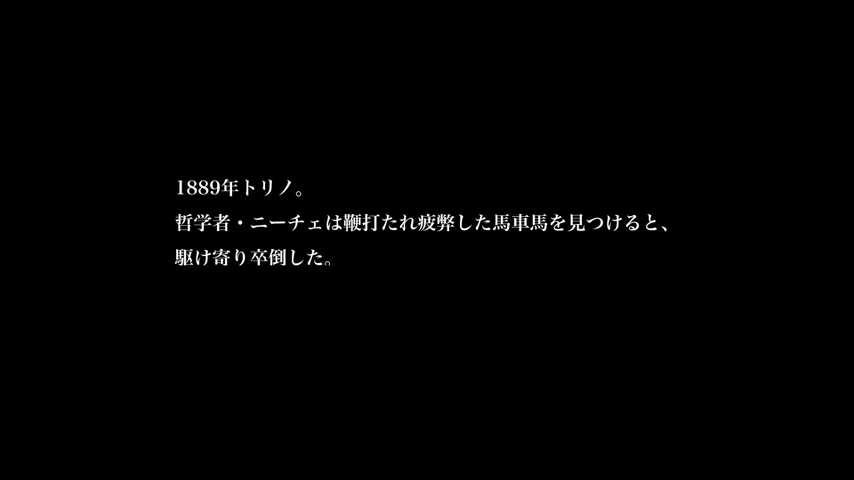 1889年トリノ。
哲学者・ニーチェは鞭打たれ疲弊した馬車馬を見つけると、
駆け寄り卒倒した。